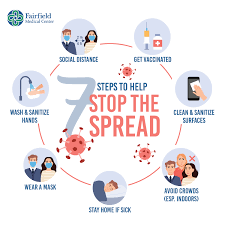 Fairfield
Medical Center
SOCIAL DISTANCE
GET VACCINATED
7 STEPS TO HELP
STOP THE
SPREAD
WASH & SANITIZE
HANDS
CLEAN & SANITIZE
SURFACES
WEAR A MASK
STAY HOME IF SICK
AVOID CROWDS
(ESP. INDOORS)